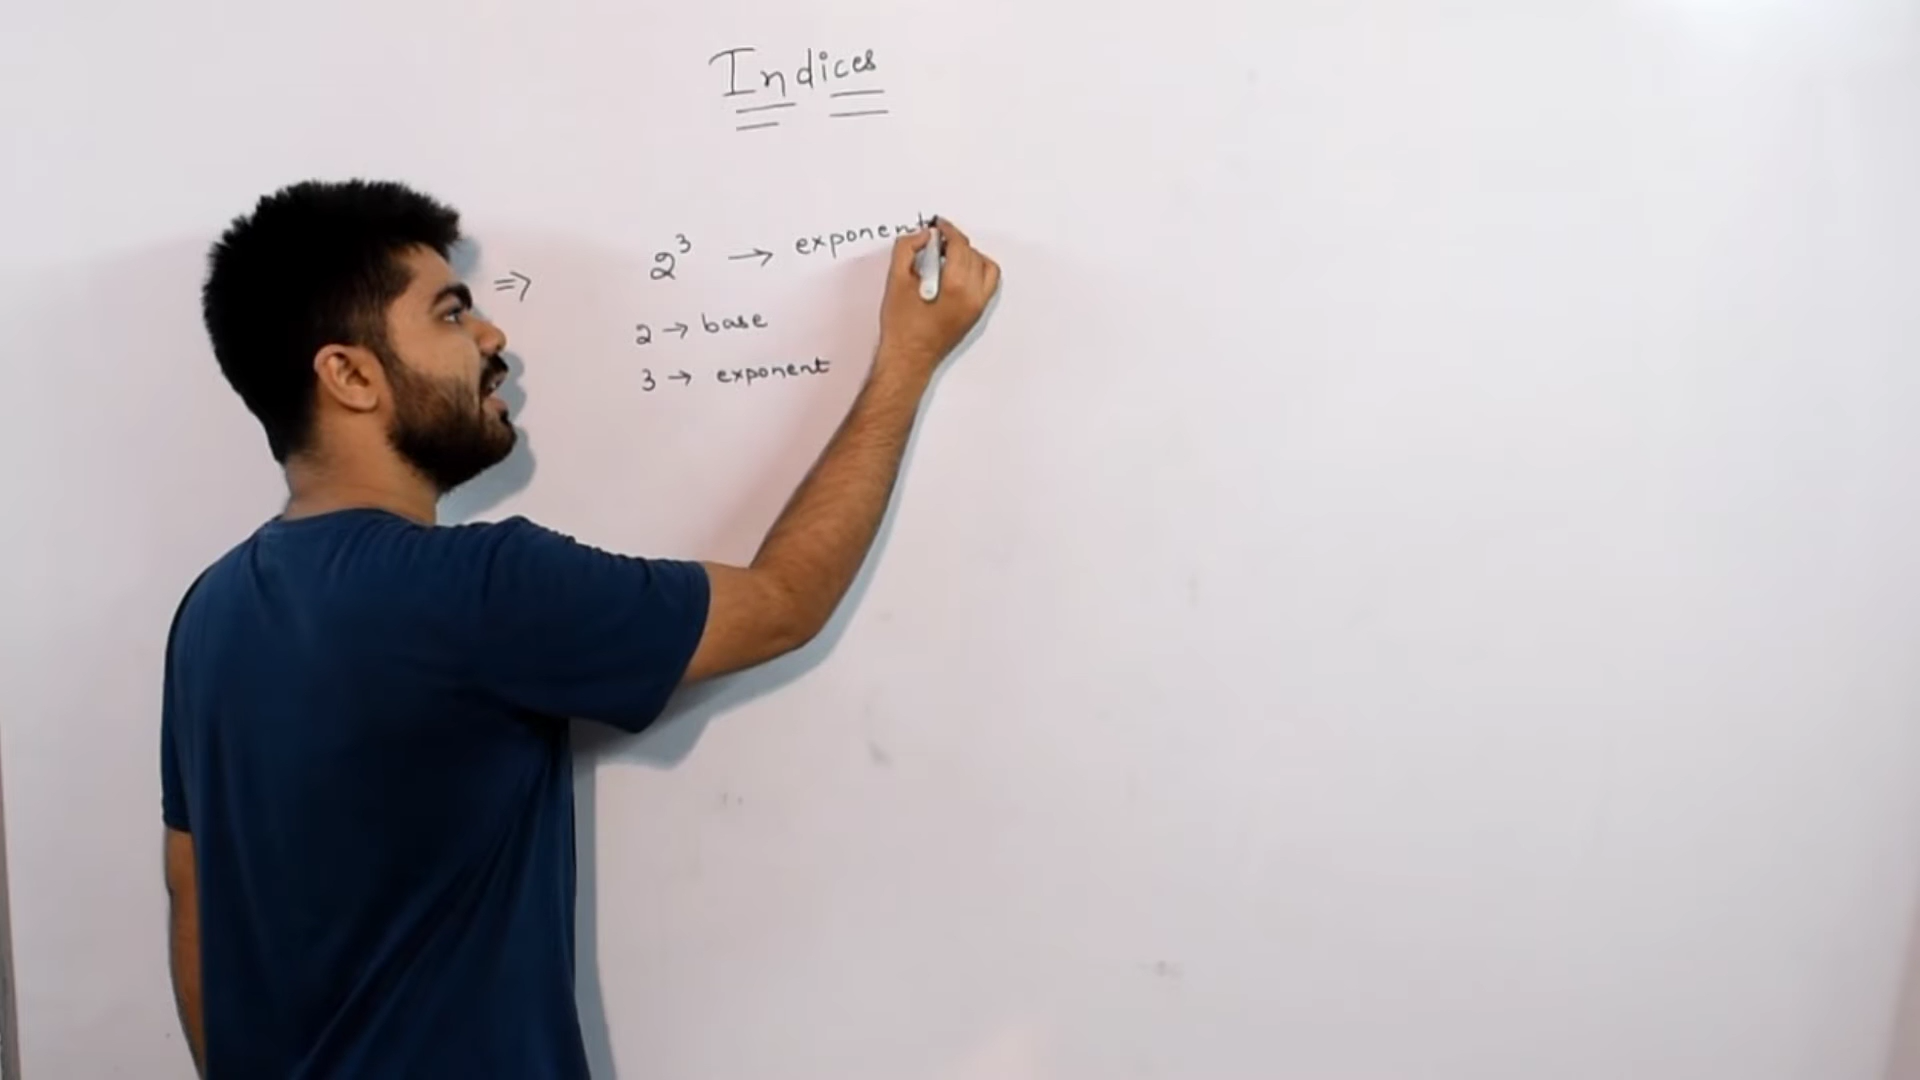 Indices
⇒ 2³ → exponent
2 → base
3 → exponent